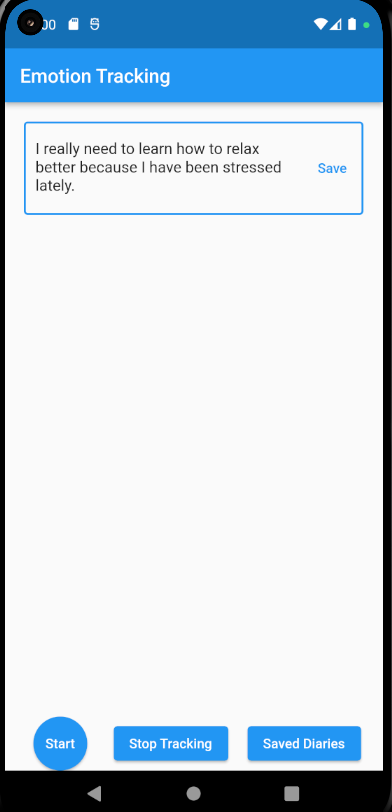 :00
Emotion Tracking
I really need to learn how to relax
better because I have been stressed
lately.
Save
Start
Stop Tracking
Saved Diaries